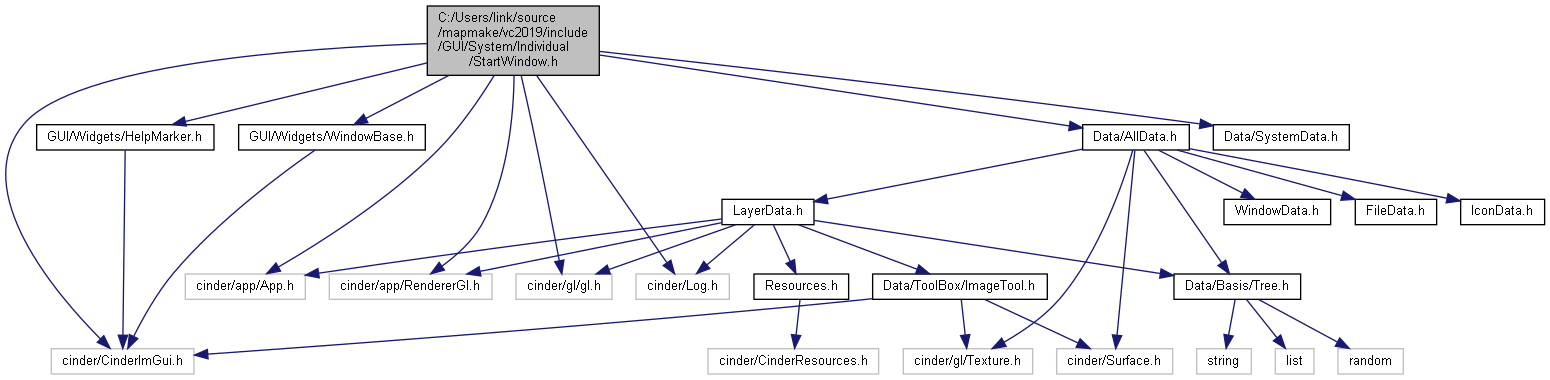 C:/Users/link/source
/mapmake/vc2019/include
/GUI/System/Individual
/StartWindow.h
GUI/Widgets/HelpMarker.h
GUI/Widgets/WindowBase.h
Data/AllData.h
Data/SystemData.h
LayerData.h
WindowData.h
FileData.h
IconData.h
cinder/app/App.h
cinder/app/RendererGl.h
cinder/gl/gl.h
cinder/Log.h
Resources.h
Data/ToolBox/ImageTool.h
Data/Basis/Tree.h
cinder/CinderImGui.h
cinder/CinderResources.h
cinder/gl/Texture.h
cinder/Surface.h
string
list
random